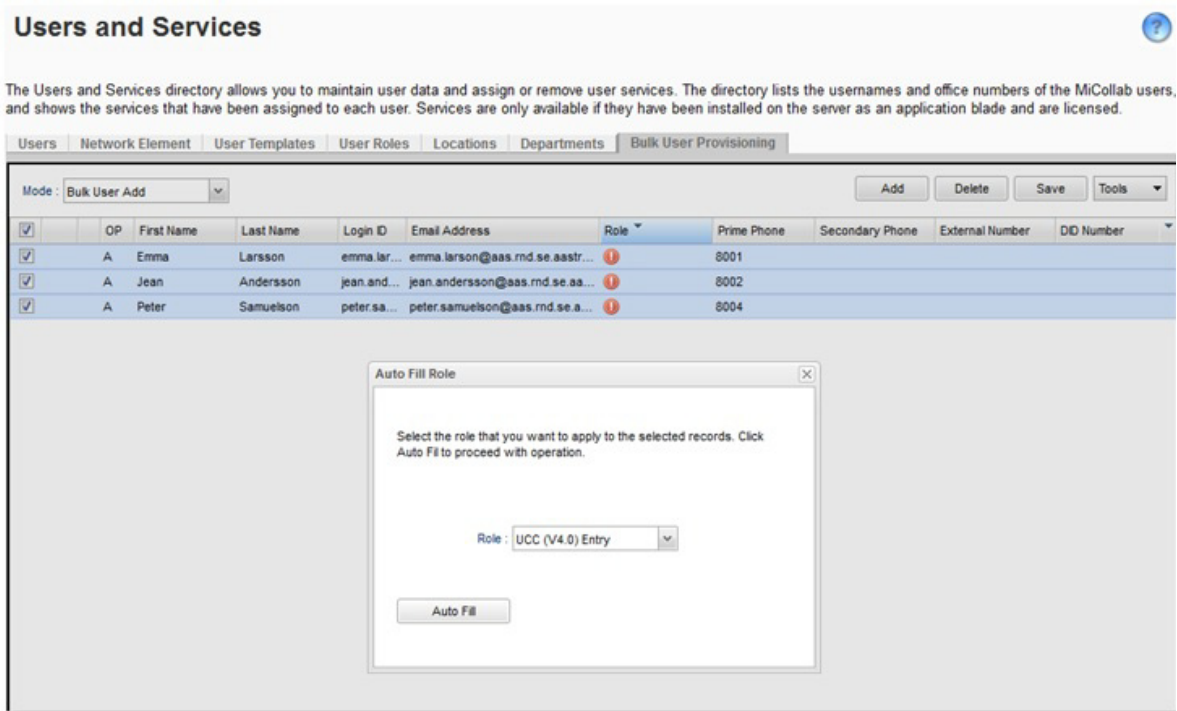 Users and Services
?
The Users and Services directory allows you to maintain user data and assign or remove user services. The directory lists the usernames and office numbers of the MiCollab users,
and shows the services that have been assigned to each user. Services are only available if they have been installed on the server as an application blade and are licensed.
Users Network Element User Templates User Roles Locations Departments Bulk User Provisioning
Mode : Bulk User Add Add Delete Save Tools
OP First Name Last Name Login ID Email Address Role Prime Phone Secondary Phone External Number DID Number
A Emma Larsson emma.lar... emma.larson@aas.rnd.se.aastr... 8001
A Jean Andersson jean.and... jean.andersson@aas.rnd.se.aa... 8002
A Peter Samuelson peter.sa... peter.samuelson@aas.rnd.se.a... 8004
Auto Fill Role
Select the role that you want to apply to the selected records. Click
Auto Fil to proceed with operation.
Role : UCC (V4.0) Entry
Auto Fill